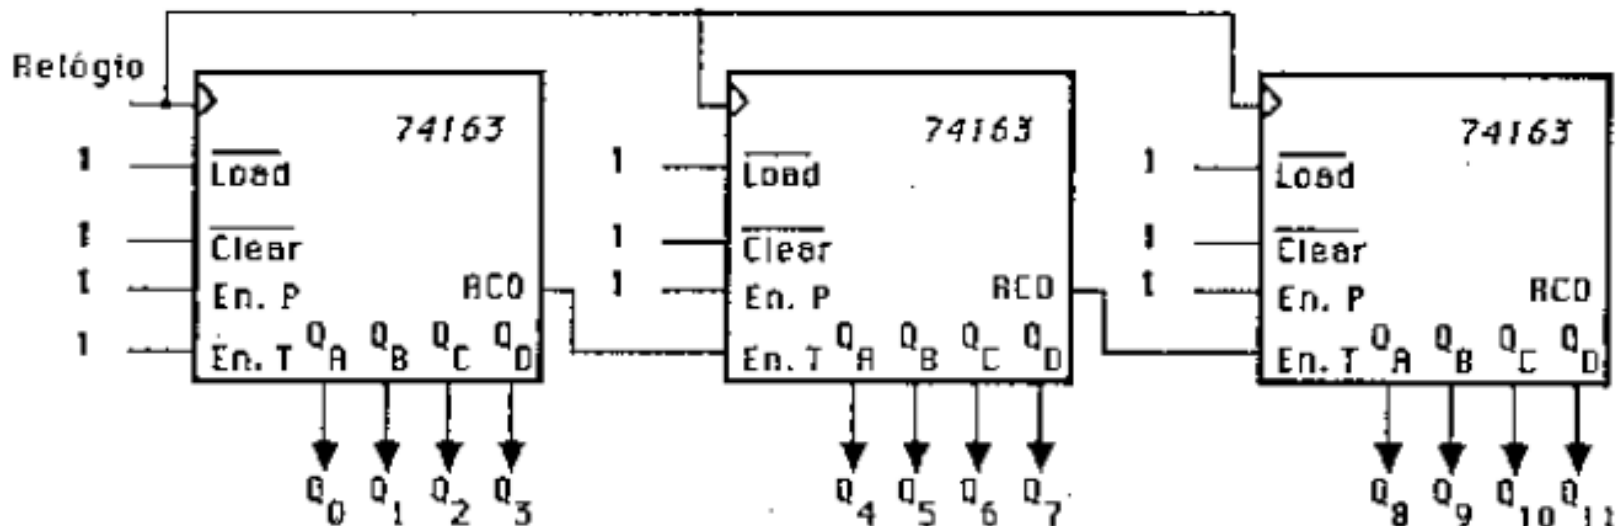 Relógio
74163 74163 74163
1 Load 1 Load 1 Load
1 Clear 1 Clear 1 Clear
1 En. P RCO 1 En. P RCO 1 En. P RCO
1 En. T QA QB QC QD En. T QA QB QC QD En. T QA QB QC QD
Q0 Q1 Q2 Q3 Q4 Q5 Q6 Q7 Q8 Q9 Q10 Q11